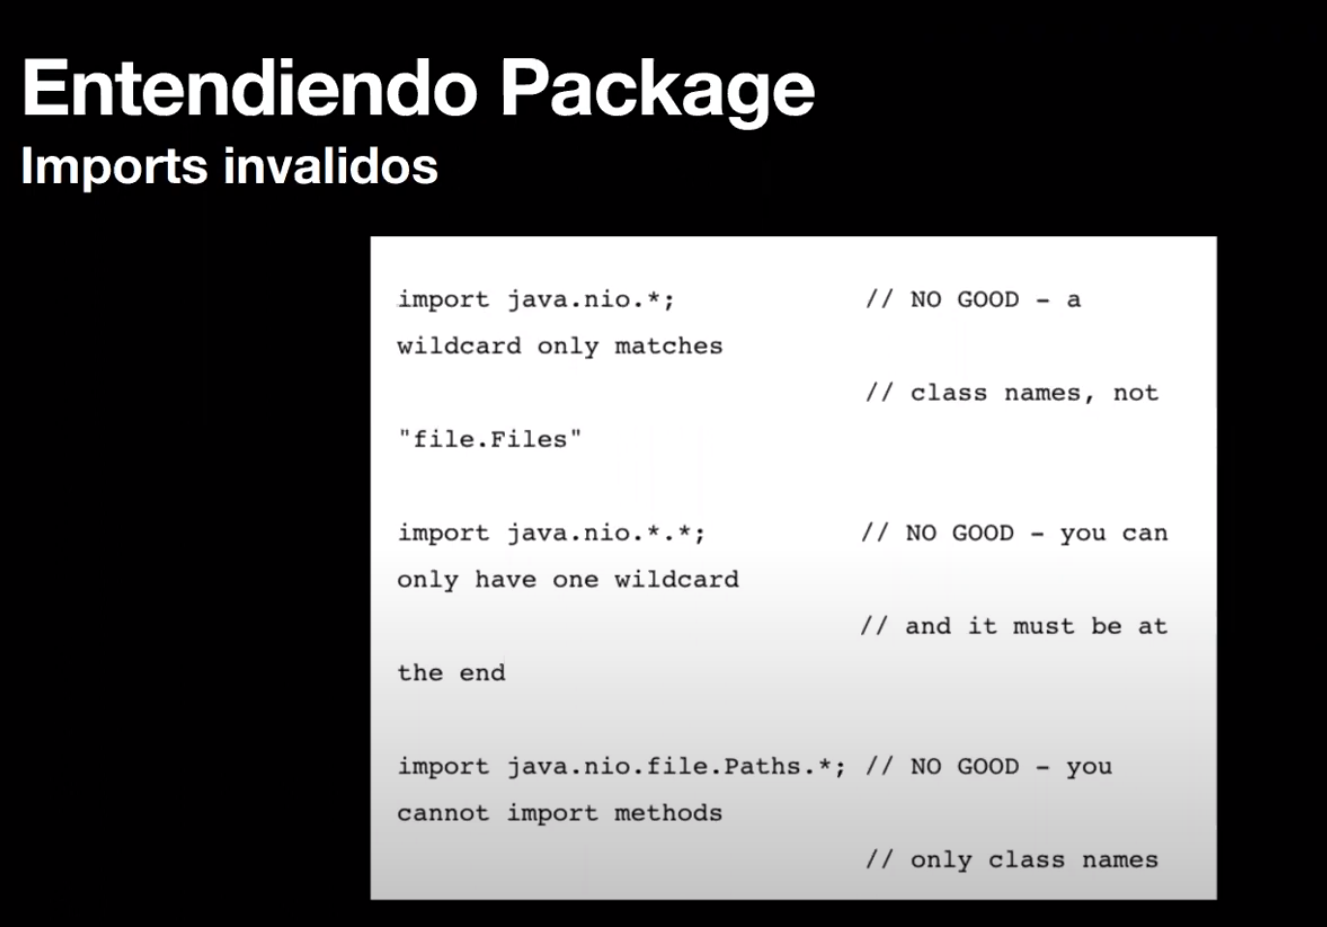 Entendiendo Package
Imports invalidos
import java.nio.*;            // NO GOOD – a
wildcard only matches
                              // class names, not
"file.Files"
import java.nio.*.*;          // NO GOOD – you can
only have one wildcard
                              // and it must be at
the end
import java.nio.file.Paths.*; // NO GOOD – you
cannot import methods
                              // only class names